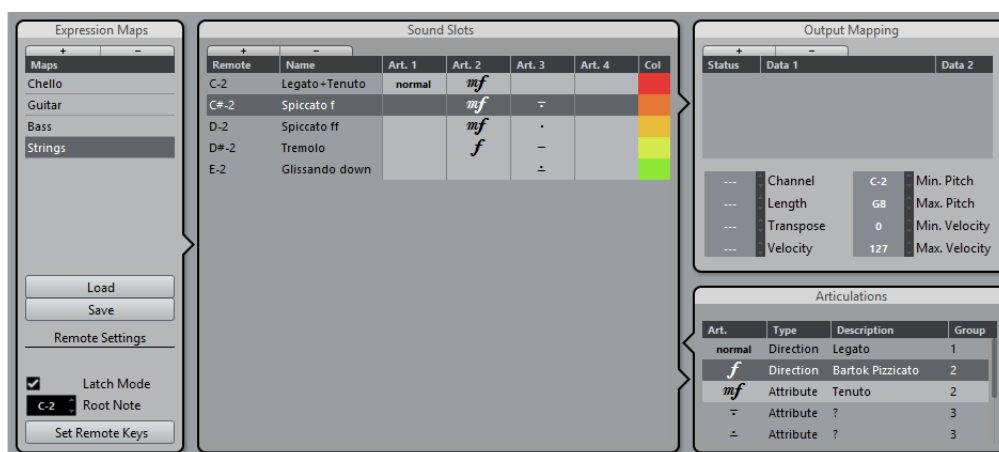 Expression Maps
+ −
Maps
Chello
Guitar
Bass
Strings
Load
Save
Remote Settings
Latch Mode
C-2 Root Note
Set Remote Keys
Sound Slots
+ −
Remote Name Art. 1 Art. 2 Art. 3 Art. 4 Col
C-2 Legato+Tenuto normal mf
C#-2 Spiccato f mf
D-2 Spiccato ff mf
D#-2 Tremolo f –
E-2 Glissando down
Output Mapping
+ −
Status Data 1 Data 2
--- Channel C-2 Min. Pitch
--- Length G8 Max. Pitch
--- Transpose 0 Min. Velocity
--- Velocity 127 Max. Velocity
Articulations
Art. Type Description Group
normal Direction Legato 1
f Direction Bartok Pizzicato 2
mf Attribute Tenuto 2
Attribute ? 3
Attribute ? 3